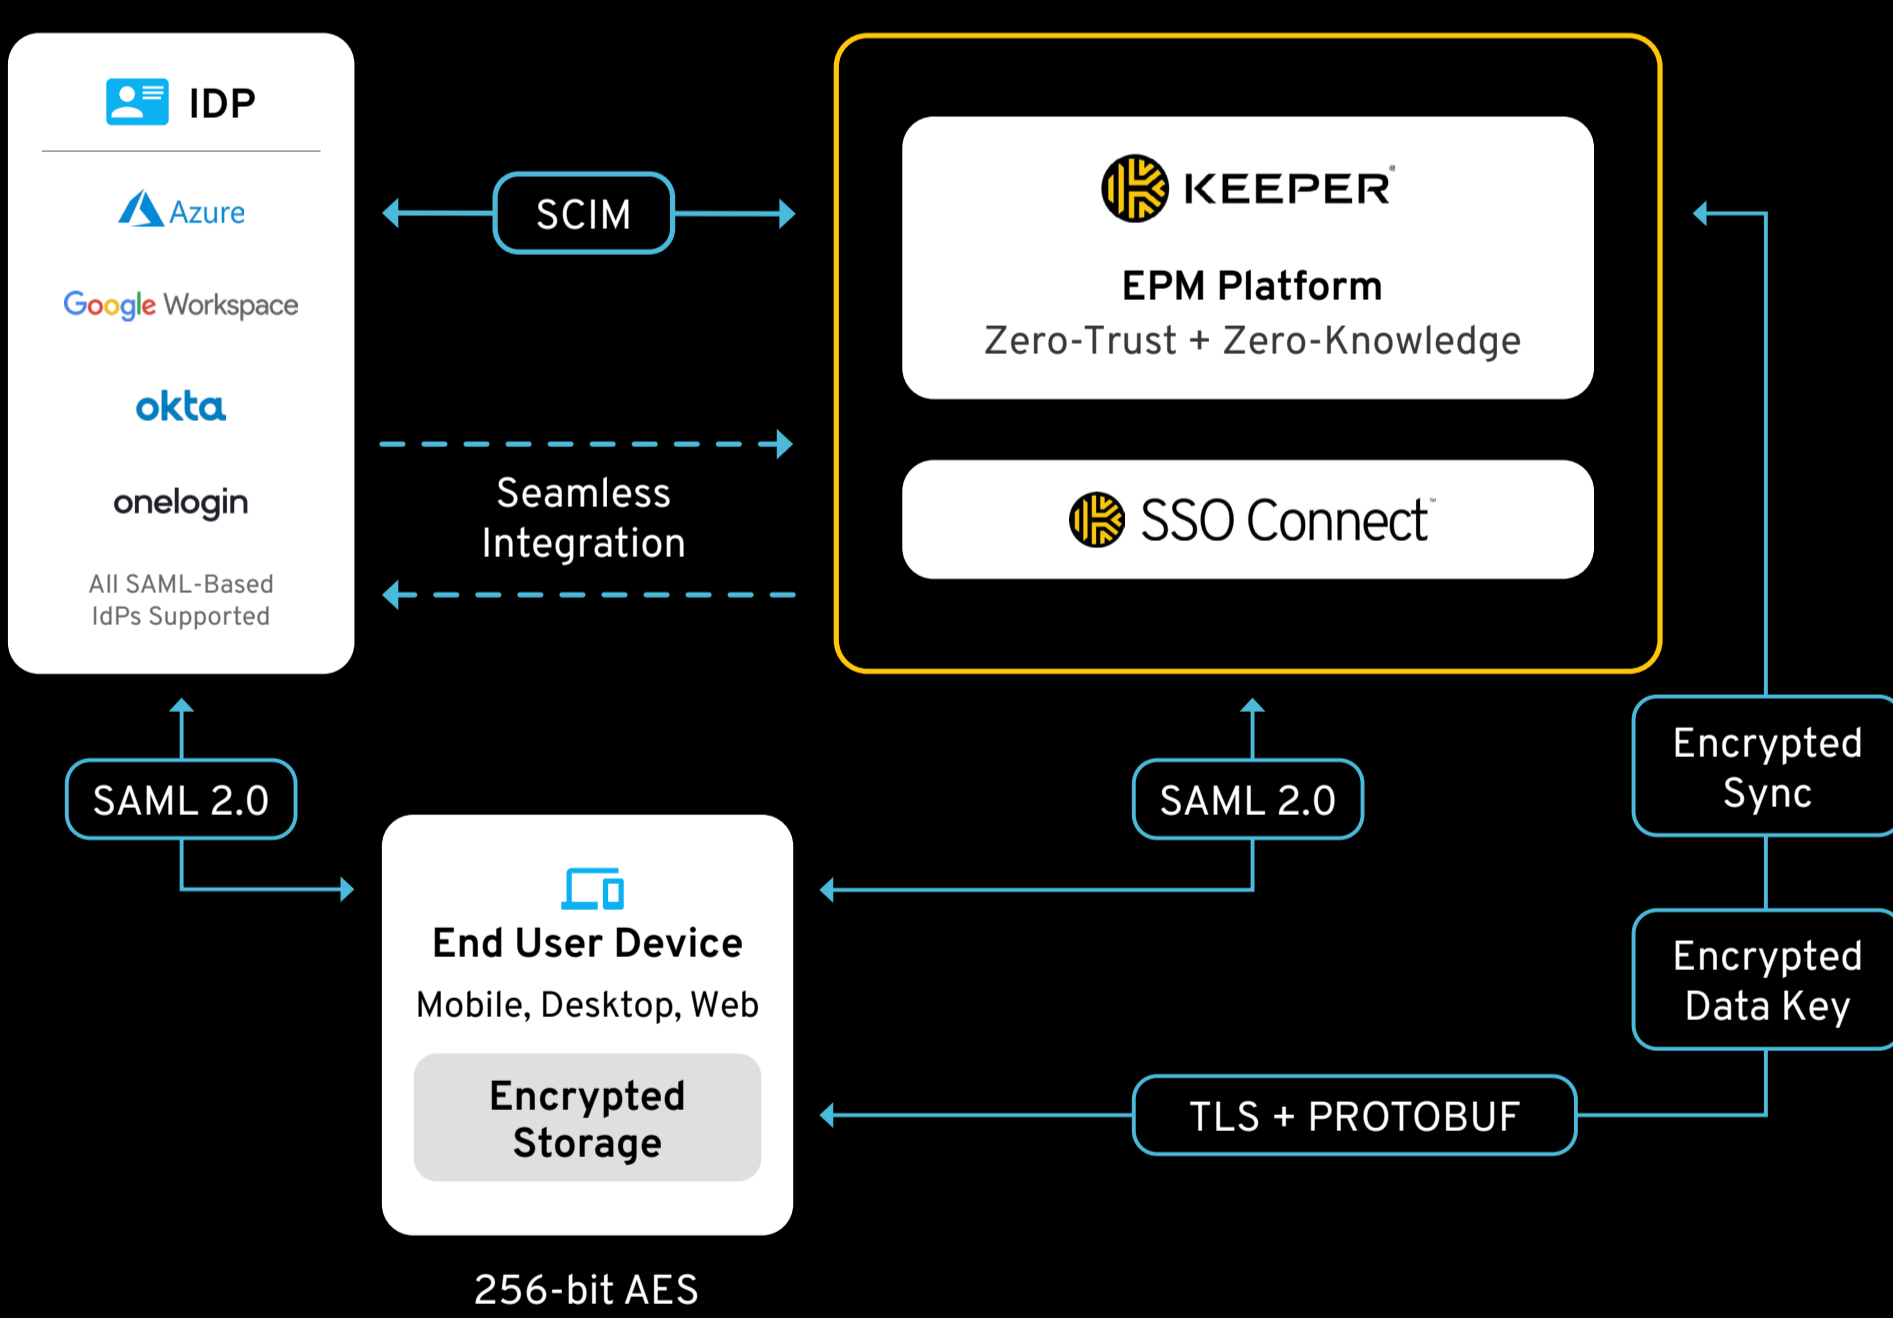 IDP
Azure
Google Workspace
okta
onelogin
All SAML-Based
IdPs Supported
SCIM
Seamless
Integration
KEEPER®
EPM Platform
Zero-Trust + Zero-Knowledge
SSO Connect™
SAML 2.0
SAML 2.0
Encrypted
Sync
Encrypted
Data Key
TLS + PROTOBUF
End User Device
Mobile, Desktop, Web
Encrypted
Storage
256-bit AES